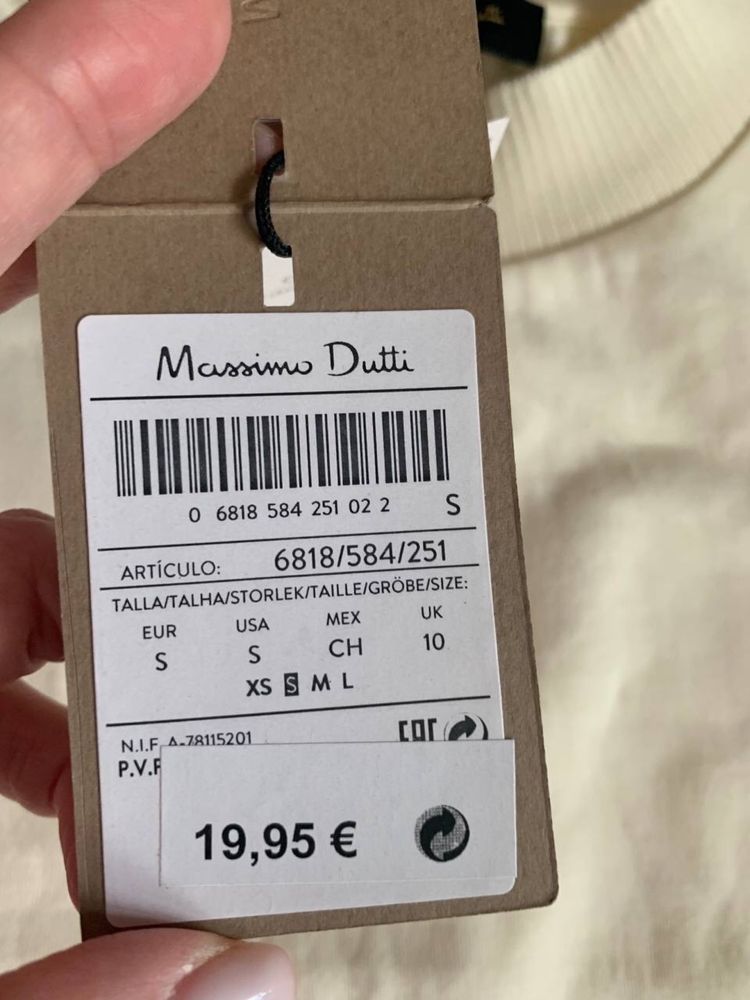 Massimo Dutti
0 6818 584 251 02 2 S
ARTÍCULO: 6818/584/251
TALLA/TALHA/STORLEK/TAILLE/GRÖBE/SIZE:
EUR USA MEX UK
S S CH 10
XS S M L
N.I.F. A-78115201 EAC
P.V.P
19,95 €